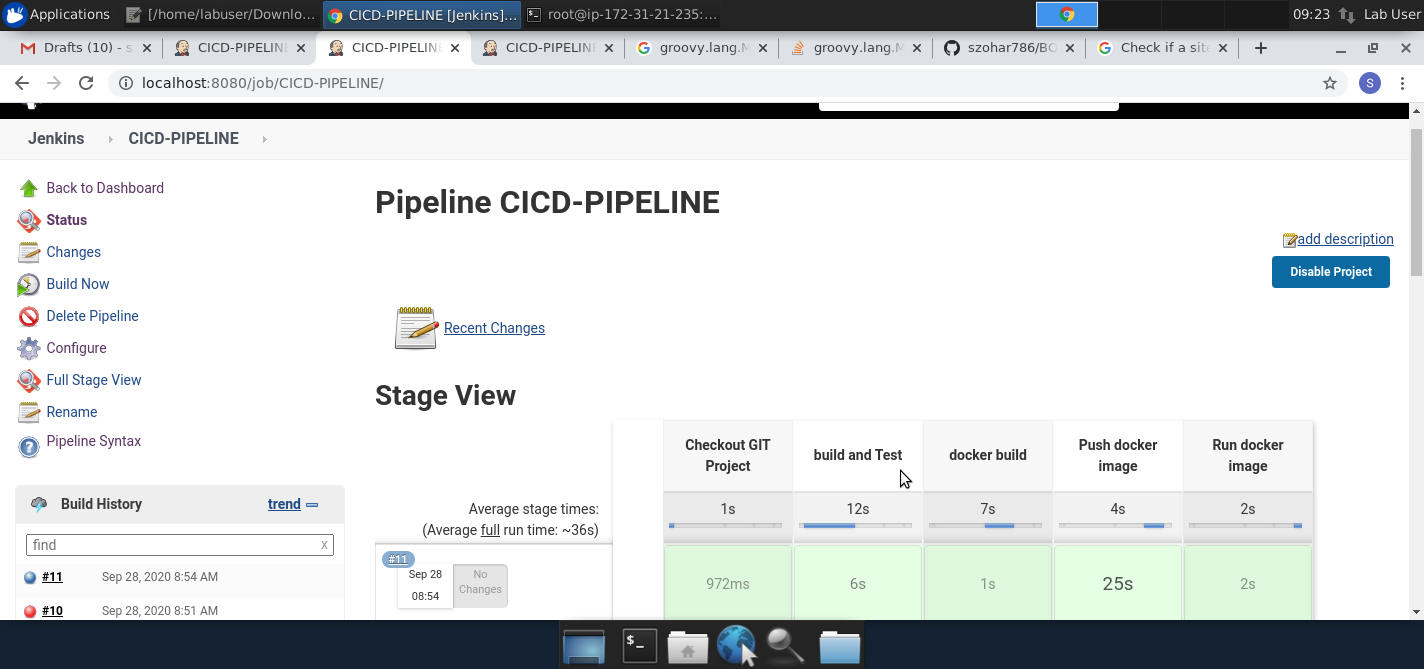 Applications
[/home/labuser/Downlo...
CICD-PIPELINE [Jenkins]...
root@ip-172-31-21-235:...
09:23
Lab User
Drafts (10) - s
CICD-PIPELINE
CICD-PIPELINE
CICD-PIPELINE
groovy.lang.M
groovy.lang.M
szohar786/BO
Check if a site
localhost:8080/job/CICD-PIPELINE/
S
Jenkins
CICD-PIPELINE
Back to Dashboard
Status
Changes
Build Now
Delete Pipeline
Configure
Full Stage View
Rename
Pipeline Syntax
Build History
trend
find
x
#11 Sep 28, 2020 8:54 AM
#10 Sep 28, 2020 8:51 AM
Pipeline CICD-PIPELINE
add description
Disable Project
Recent Changes
Stage View
Checkout GIT
Project
build and Test
docker build
Push docker
image
Run docker
image
Average stage times:
(Average full run time: ~36s)
1s
12s
7s
4s
2s
#11
Sep 28
08:54
No
Changes
972ms
6s
1s
25s
2s